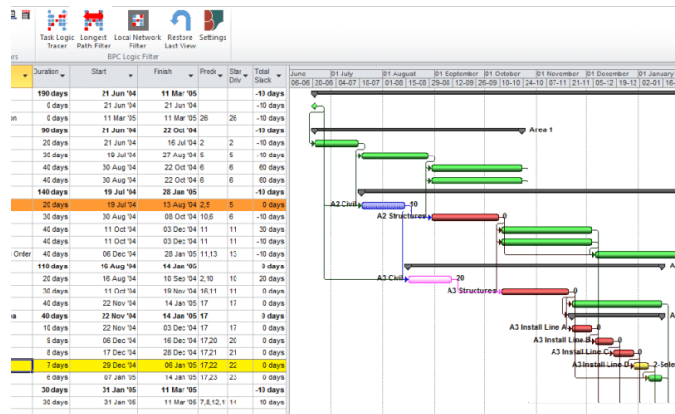 Task Logic Tracer Longest Path Filter Local Network Filter Restore Last View Settings
BPC Logic Filter
Duration Start Finish Total Slack
June 01 July 01 August 01 September 01 October 01 November 01 December 01 January
06-06 20-06 04-07 18-07 01-08 15-08 29-08 12-09 26-09 10-10 24-10 07-11 21-11 05-12 19-12 02-01
190 days 21 Jun '04 11 Mar '05 -10 days
0 days 21 Jun '04 21 Jun '04 -10 days
on 0 days 11 Mar '05 11 Mar '05 26 26 -10 days
90 days 21 Jun '04 22 Oct '04 -10 days Area 1
20 days 21 Jun '04 16 Jul '04 2 2 -10 days
30 days 19 Jul '04 27 Aug '04 5 5 -10 days
40 days 30 Aug '04 22 Oct '04 6 6 60 days
40 days 30 Aug '04 22 Oct '04 6 6 60 days
140 days 19 Jul '04 28 Jan '05 -10 days
20 days 19 Jul '04 13 Aug '04 2,5 5 0 days A2 Civil 10
30 days 30 Aug '04 08 Oct '04 10,6 6 -10 days A2 Structures 0
40 days 11 Oct '04 03 Dec '04 11 11 30 days
40 days 11 Oct '04 03 Dec '04 11 11 -10 days
Order 40 days 06 Dec '04 28 Jan '05 11,13 13 -10 days
110 days 16 Aug '04 14 Jan '05 0 days A
20 days 16 Aug '04 10 Sep '04 2,10 10 20 days A3 Civil 20
30 days 11 Oct '04 19 Nov '04 16,11 11 0 days A3 Structures 0
40 days 22 Nov '04 14 Jan '05 17 17 0 days
ea 40 days 22 Nov '04 14 Jan '05 17 0 days A
10 days 22 Nov '04 03 Dec '04 17 17 0 days A3 Install Line A 0
9 days 06 Dec '04 16 Dec '04 17,20 20 0 days A3 Install Line B 0
8 days 17 Dec '04 28 Dec '04 17,21 21 0 days A3 Install Line C 0
7 days 29 Dec '04 06 Jan '05 17,22 22 0 days A3 Install Line D
6 days 07 Jan '05 14 Jan '05 17,23 23 0 days
30 days 31 Jan '05 11 Mar '05 -10 days
30 days 31 Jan '05 11 Mar '05 7,8,12,1 14 -10 days